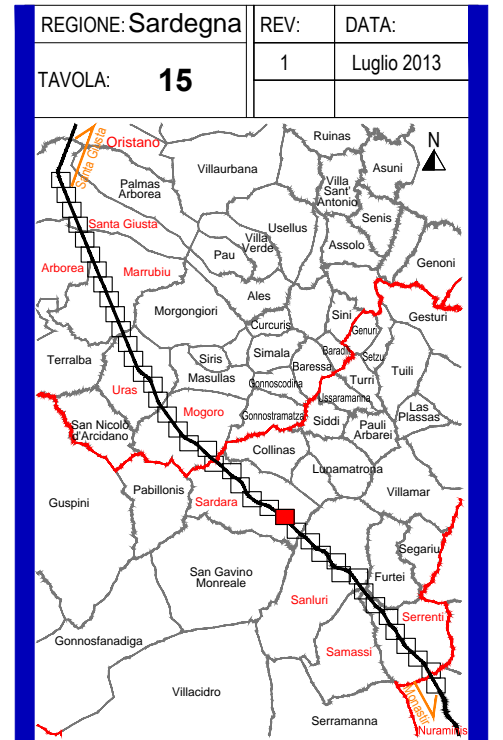 REGIONE: Sardegna
REV:
DATA:
TAVOLA: 15
1
Luglio 2013
N
Ruinas
Oristano
Santa Giusta
Villaurbana
Asuni
Palmas
Arborea
Villa
Sant'
Antonio
Senis
Santa Giusta
Usellus
Villa
Verde
Assolo
Pau
Genoni
Arborea
Marrubiu
Ales
Morgongiori
Sini
Gesturi
Curcuris
Genuri
Terralba
Siris
Simala
Baradili
Setzu
Baressa
Tuili
Masullas
Turri
Uras
Gonnoscodina
Ussaramanna
Mogoro
Gonnostramatza
Siddi
Las
Plassas
San Nicolò
d'Arcidano
Pauli
Arbarei
Collinas
Lunamatrona
Pabillonis
Villamar
Guspini
Sardara
Segariu
San Gavino
Monreale
Furtei
Sanluri
Serrenti
Gonnosfanadiga
Samassi
Villacidro
Monastir
Serramanna
Nuraminis